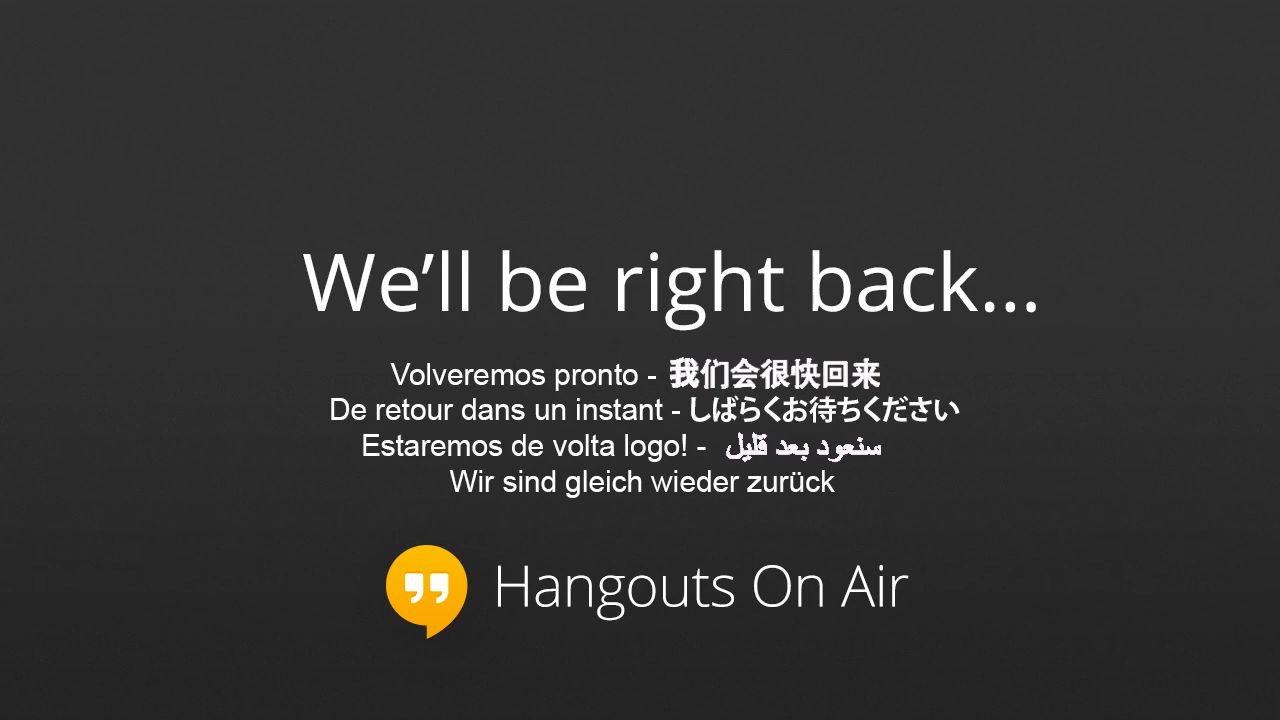 We’ll be right back...
Volveremos pronto - 我们会很快回来
De retour dans un instant - しばらくお待ちください
Estaremos de volta logo! - سنعود بعد قليل
Wir sind gleich wieder zurück
Hangouts On Air